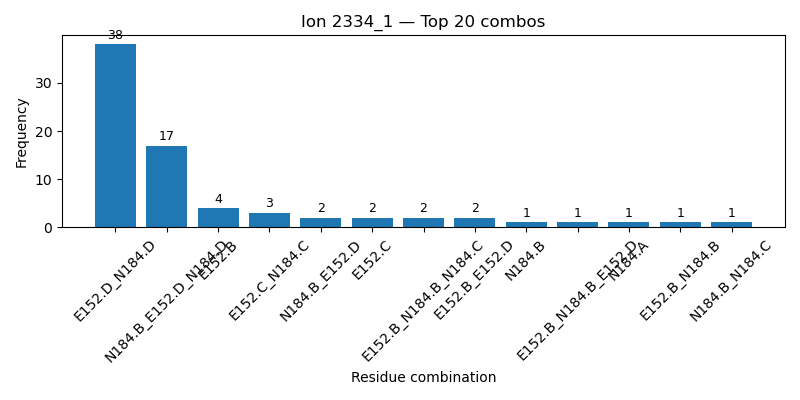 Ion 2334_1 — Top 20 combos
Frequency
30
20
10
0
38
17
4
3
2
2
2
2
1
1
1
1
1
E152.D_N184.D
N184.B_E152.D_N184.D
E152.B
E152.C_N184.C
N184.B_E152.D
E152.C
E152.B_N184.B_N184.C
E152.B_E152.D
N184.B
E152.B_N184.B_E152.D
N184.A
E152.B_N184.B
N184.B_N184.C
Residue combination